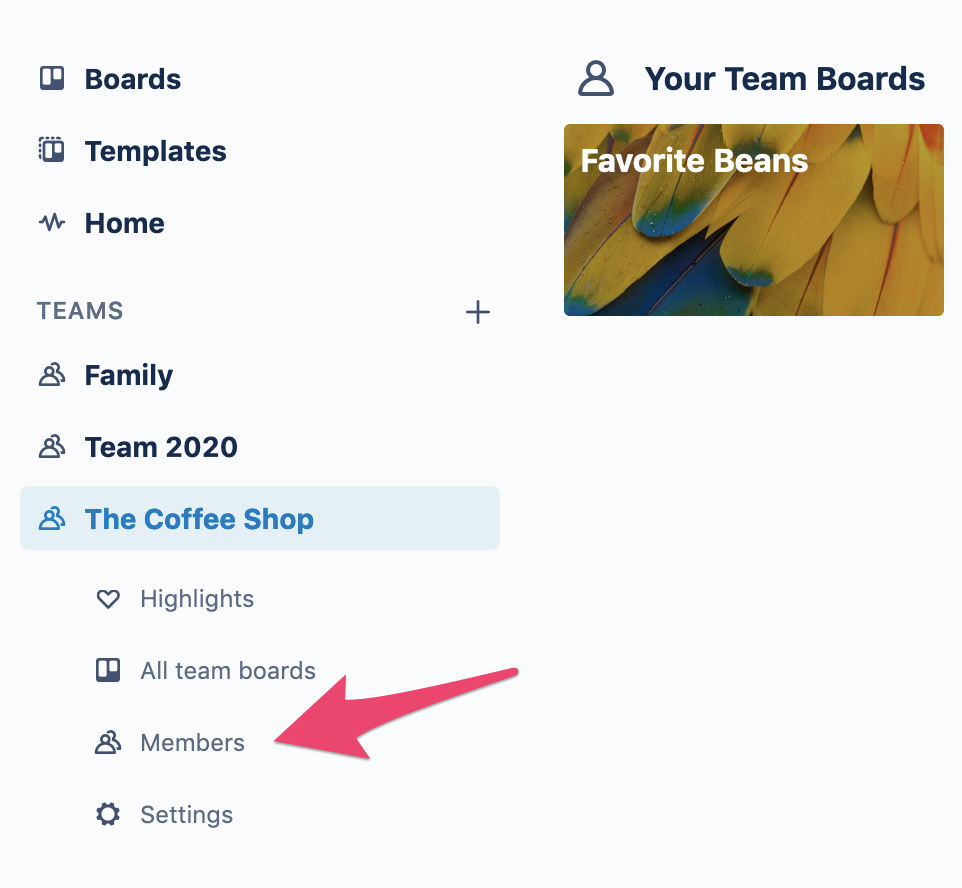 Boards
Templates
Home
TEAMS
Family
Team 2020
The Coffee Shop
Highlights
All team boards
Members
Settings
Your Team Boards
Favorite Beans